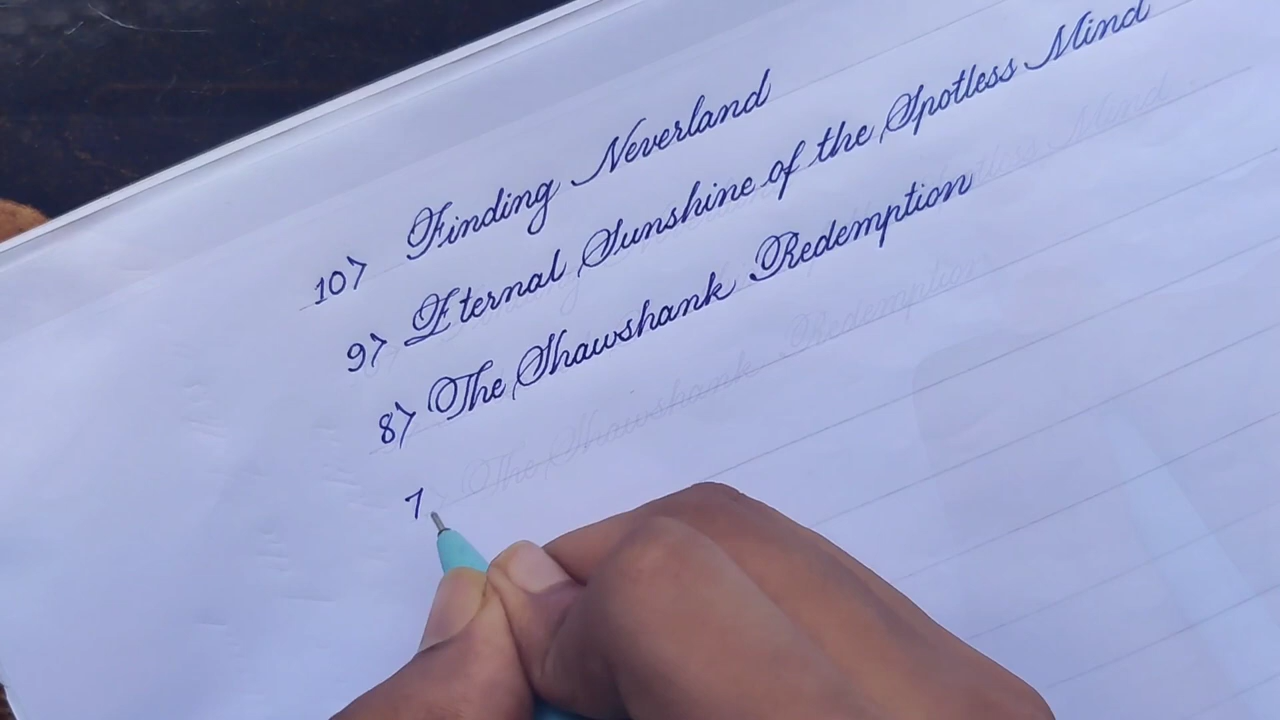 10> Finding Neverland
9> Eternal Sunshine of the Spotless Mind
8> The Shawshank Redemption
7